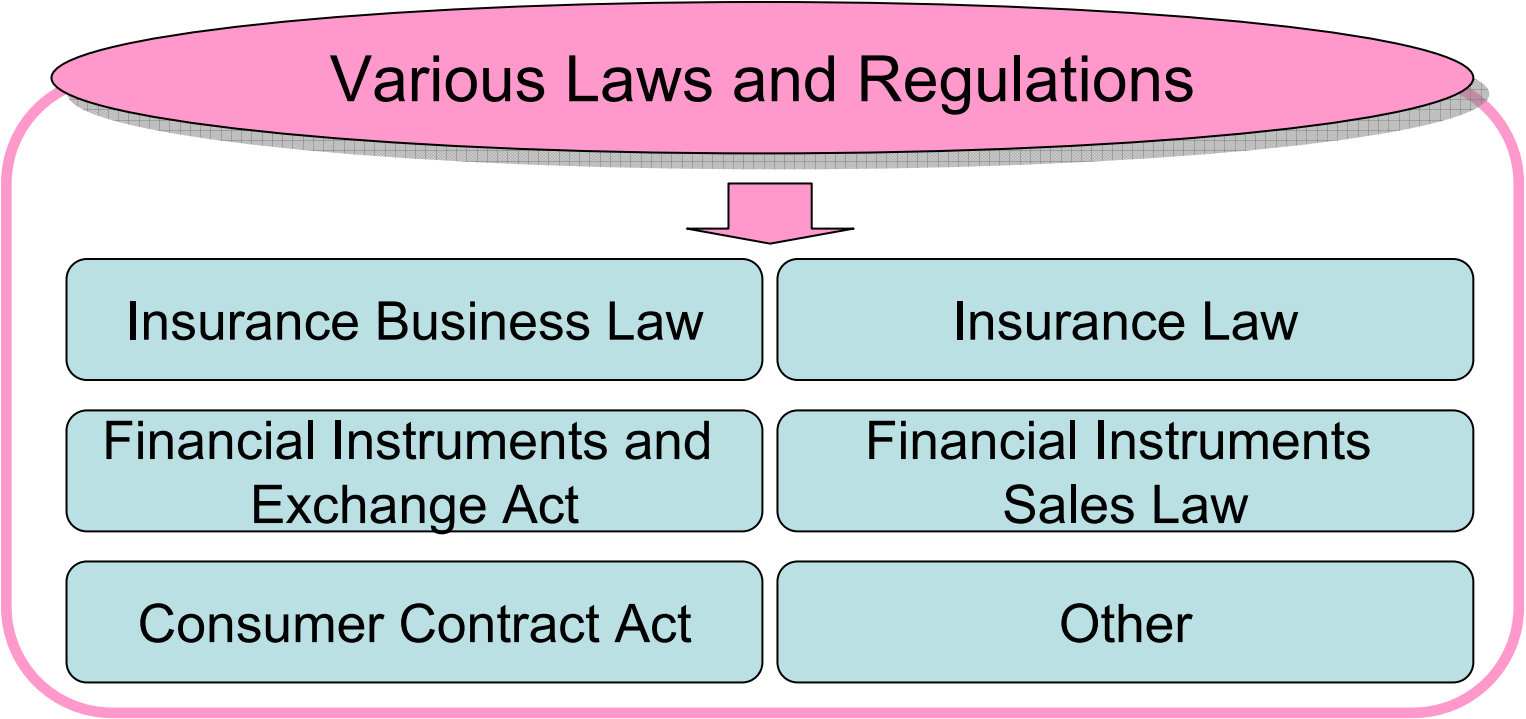 Various Laws and Regulations
Insurance Business Law
Insurance Law
Financial Instruments and
Exchange Act
Financial Instruments
Sales Law
Consumer Contract Act
Other